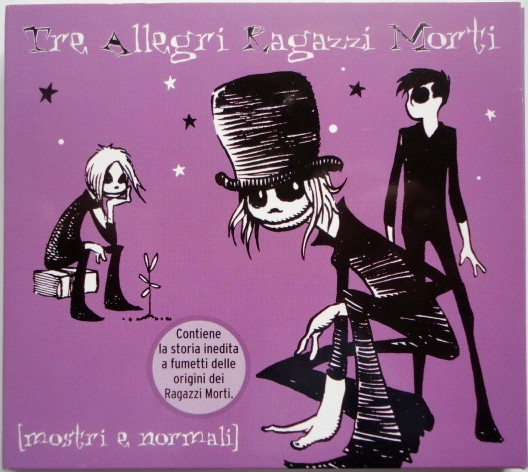 Tre Allegri Ragazzi Morti
Contiene
la storia inedita
a fumetti delle
origini dei
Ragazzi Morti.
[mostri e normali]